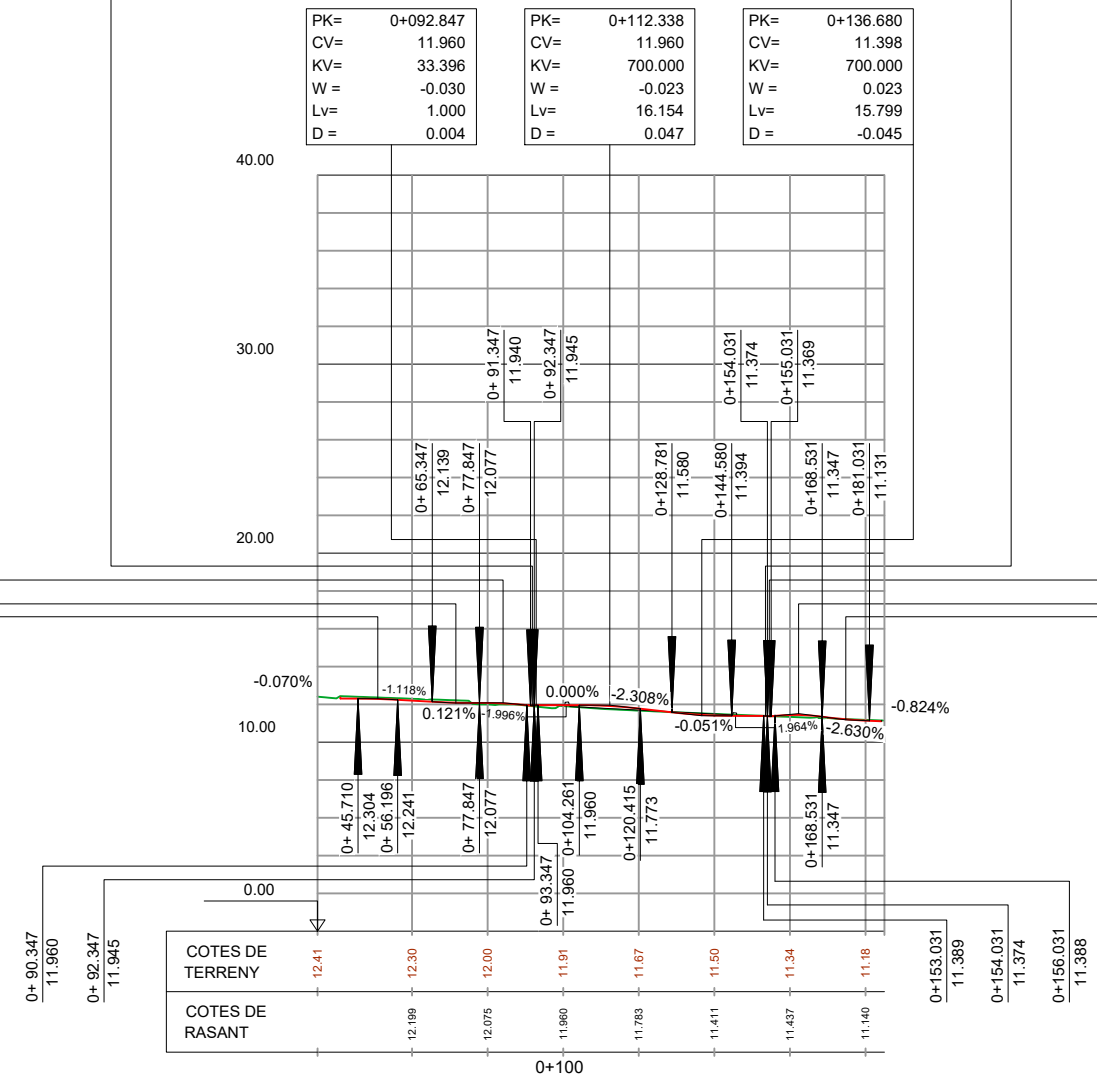 PK= 0+092.847
CV= 11.960
KV= 33.396
W = -0.030
Lv= 1.000
D = 0.004
PK= 0+112.338
CV= 11.960
KV= 700.000
W = -0.023
Lv= 16.154
D = 0.047
PK= 0+136.680
CV= 11.398
KV= 700.000
W = 0.023
Lv= 15.799
D = -0.045
40.00
30.00
20.00
10.00
0.00
0+ 91.347
11.940
0+ 92.347
11.945
0+154.031
11.374
0+155.031
11.369
0+ 65.347
12.139
0+ 77.847
12.077
0+128.781
11.580
0+144.580
11.394
0+168.531
11.347
0+181.031
11.131
-0.070%
-1.118%
0.121%
-1.996%
0.000%
-2.308%
-0.051%
1.964%
-2.630%
-0.824%
0+ 45.710
12.304
0+ 56.196
12.241
0+ 77.847
12.077
0+ 93.347
11.960
0+104.261
11.960
0+120.415
11.773
0+168.531
11.347
0+ 90.347
11.960
0+ 92.347
11.945
0+153.031
11.389
0+154.031
11.374
0+156.031
11.388
COTES DE
TERRENY
12.41 12.30 12.00 11.91 11.67 11.50 11.34 11.18
COTES DE
RASANT
12.199 12.075 11.960 11.783 11.411 11.437 11.140
0+100